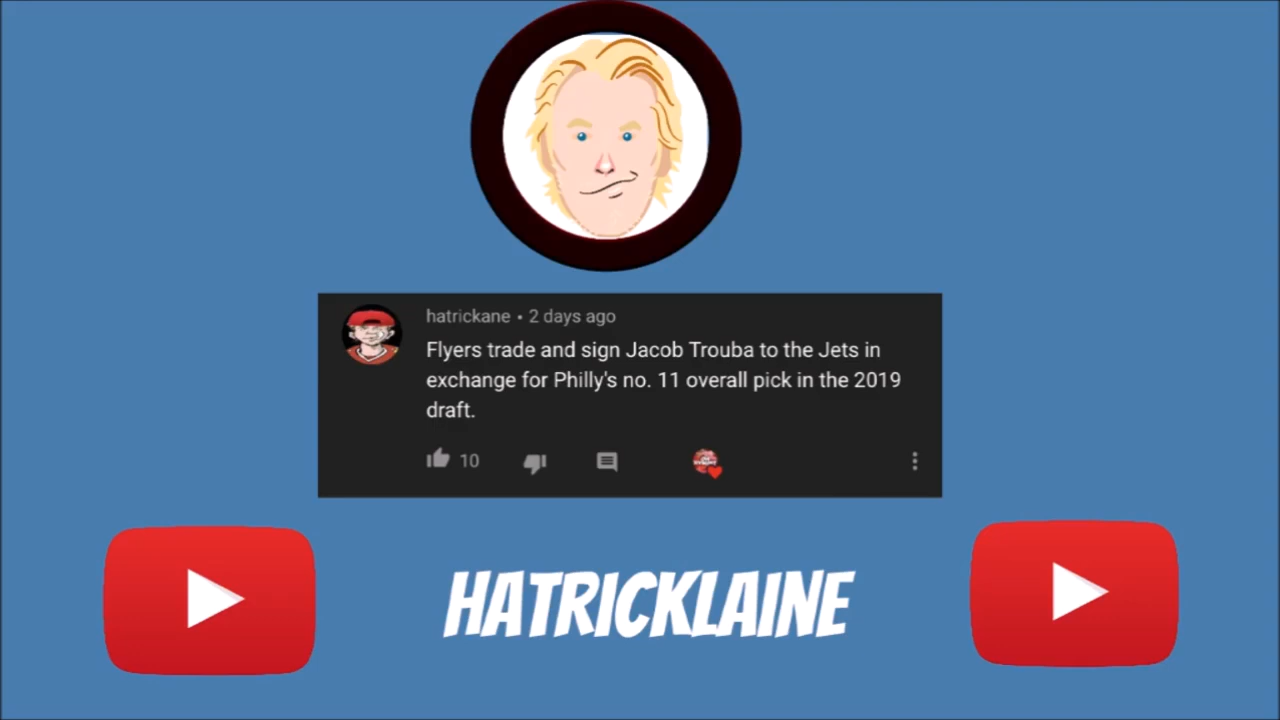 hatrickane • 2 days ago
Flyers trade and sign Jacob Trouba to the Jets in
exchange for Philly's no. 11 overall pick in the 2019
draft.
10
HATRICKLAINE